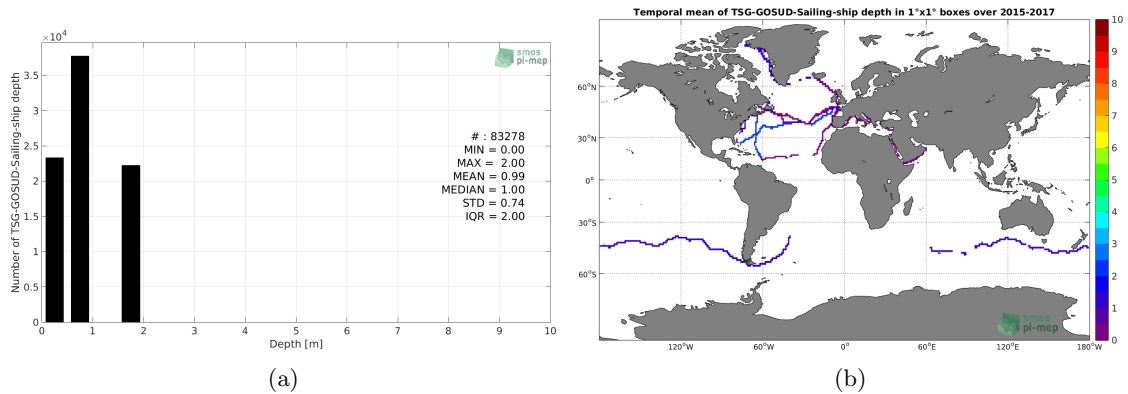 ×10⁴
3.5
3
2.5
2
1.5
1
0.5
0
Number of TSG-GOSUD-Sailing-ship depth
smos
pi-mep
# : 83278
MIN = 0.00
MAX = 2.00
MEAN = 0.99
MEDIAN = 1.00
STD = 0.74
IQR = 2.00
0 1 2 3 4 5 6 7 8 9 10
Depth [m]
(a)
Temporal mean of TSG-GOSUD-Sailing-ship depth in 1°x1° boxes over 2015-2017
60°N
30°N
0°
30°S
60°S
120°W 60°W 0° 60°E 120°E 180°W
smos
pi-mep
10
9
8
7
6
5
4
3
2
1
0
(b)